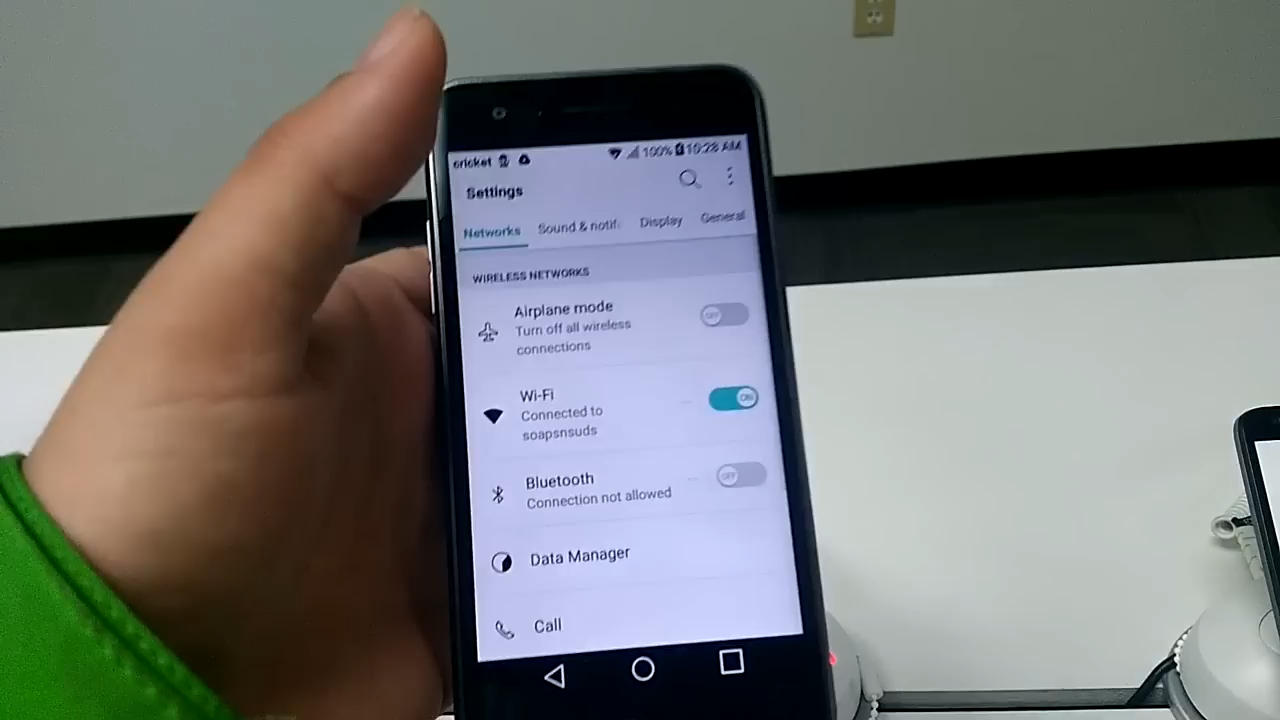 cricket 100% 10:28 AM
Settings
Networks Sound & notif Display General
WIRELESS NETWORKS
Airplane mode
Turn off all wireless
connections
OFF
Wi-Fi
Connected to
soapsnsuds
ON
Bluetooth
Connection not allowed
OFF
Data Manager
Call